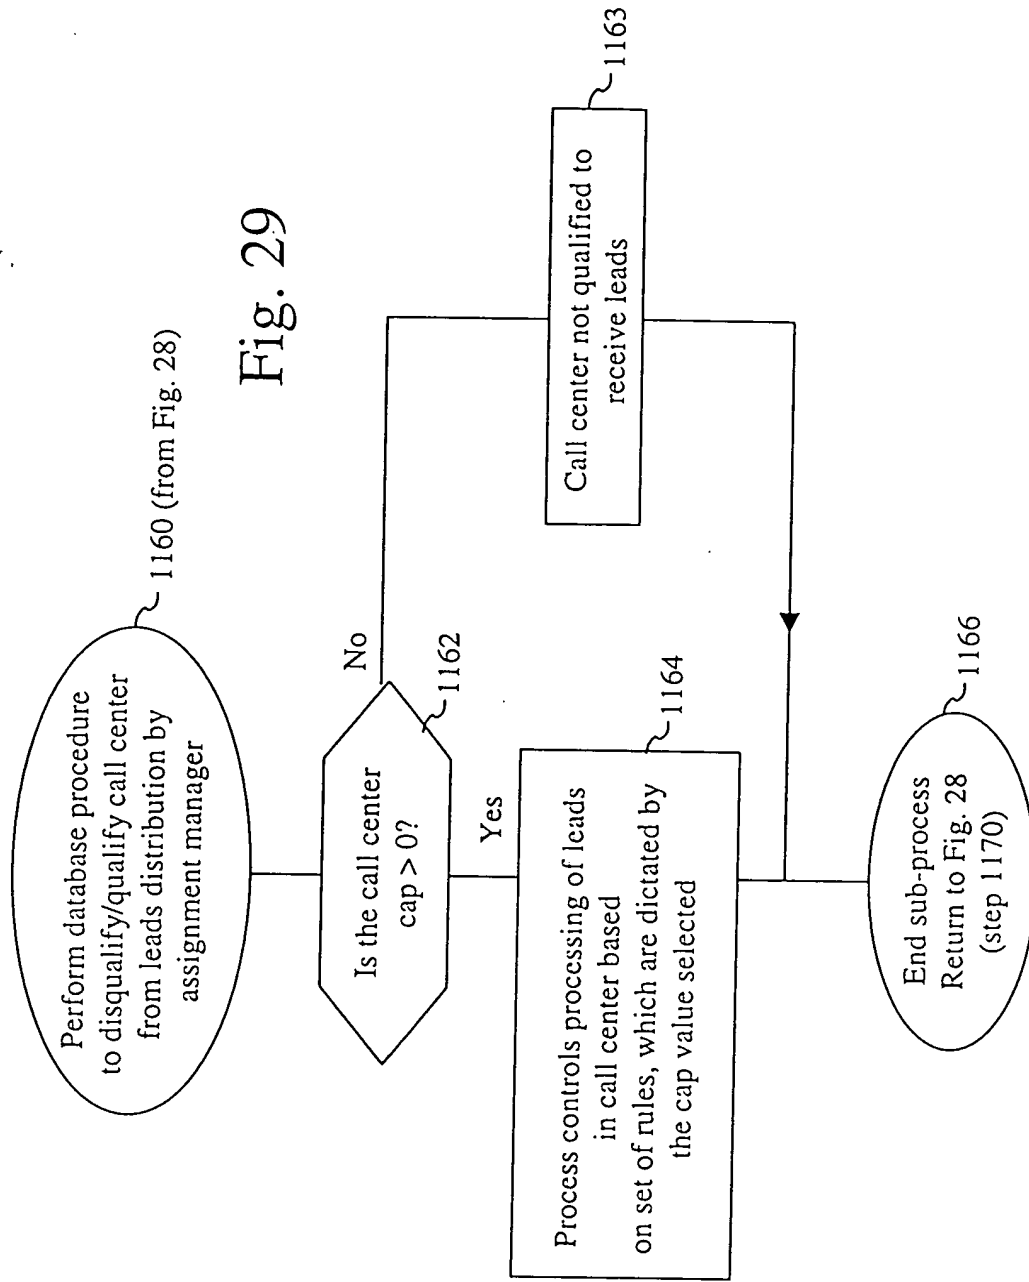 1160 (from Fig. 28)
Perform database procedure
to disqualify/qualify call center
from leads distribution by
assignment manager
Fig. 29
Is the call center
cap > 0?
No
1162
Yes
Call center not qualified to
receive leads
1163
Process controls processing of leads
in call center based
on set of rules, which are dictated by
the cap value selected
1164
End sub-process
Return to Fig. 28
(step 1170)
1166